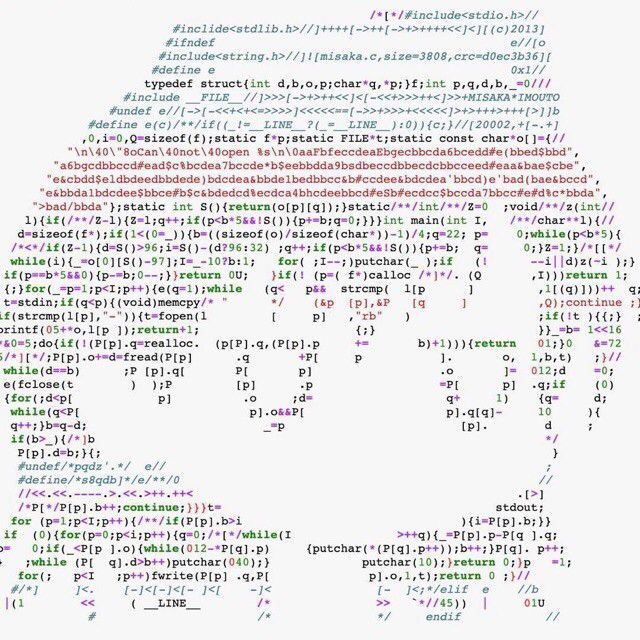 /*[*/#include<stdio.h>//
#inclide<stdlib.h>//]++++[->++[->+>++++<<]<][(c)2013]
#ifndef e//[o
#include<string.h>//]![misaka.c,size=3808,crc=d0ec3b36][
#define e 0x1//
typedef struct{int d,b,o,p;char*q,*p;}f;int p,q,d,b,_=0///
#include __FILE__//]>>>[->+>++<<]<[-<<+>>>++<]>>+MISAKA*IMOUTO
#undef e//[->[-<<+<+<=>>>>]<<<<<==[->>+>>>+<<<<]>+>>+>+++>++>+++[>]]b
#define e(c)/**/if((_!=__LINE__?(_=__LINE__):0)){c;}//[20002,+[-.+]
,0,i=0,Q=sizeof(f);static f*p;static FILE*t;static const char*o[]={//
"\n\40\"8oCan\40not\40open %s\n\0aaFbfeccdeaEbgecbbcda6bcedd#e(bbed$bbd",
"a6bgcdbbccd#ead$c%bcdea7bccde*b$eebbdda9bsdbeccdbbecdcbbcceed#eaa&bae$cbe",
"e&cbdd$eldbdeedbbdede)bdcdea&bbde1bedbbcc&b#ccdee&bdcdea'bbcd)e'bad(bae&bccd",
"e&bbda1bdcdee$bbce#b$c&bdedcd%ecdca4bhcdeebbcd#eSb#ecdcc$bccda7bbcc#e#d%c*bbda",
">bad/bbda"};static int S(){return(o[p][q]);}static/**/int/**/Z=0 ;void/**/z(int//
l){if(/**/Z-l){Z=l;q++;if(p<b*5&&!S()){p+=b;q=0;}}}int main(int I, /**/char**l){//
d=sizeof(f*);if(1<(0=_)){b=((sizeof(o)/sizeof(char*))-1)/4;q=22; p= 0;while(p<b*5){
/*<*/if(Z-1){d=S()>96;i=S()-(d?96:32) ;q++;if(p<b*5&&!S()){p+=b; q= 0;}Z=1;}/*[[*/
while(i){_=o[0][S()-97];I=_-10?b:1; for( ;I--;)putchar(_ );if (! --i||d)z(~i );}
if(p==b*5&&0){p-=b;0--;}}return 0U; }if(! (p=( f*)calloc /*]*/. (Q ,I)))return 1;
{;}for(_=p=1;p<I;p++){e(q=1);while (q< p&& strcmp( l[p ] ,1[(q)]))++ q;
t=stdin;if(q<p){(void)memcpy/* " */ (&p [p],&P [q ] ,Q);continue ;}
if(strcmp(l[p],"-")){t=fopen(l [ p] ,"rb" ) ;if(!t ){{;} ;
printf(05+*o,l[p ]);return+1; {;} }}_=b= 1<<16
*&0=5;do{if(!(P[p].q=realloc. (P[p].q,(P[p].p += b)+1))){return 01;}0 &=72
6/*][*/;P[p].o+=d=fread(P[p] .q +P[ p ]. o, 1,b,t) ;}//
while(d==b) ;P [p].q[ P[ p] .o ]= 012;d =0;
e(fclose(t ) );P [p] .p =P[ p] .q;if (0)
{for(;d<p[ p] .o ;d= q+ 1) {q= d;
while(q<P[ p].o&&P[ p].q[q]- 10 ){
q++;}b=q-d; _=p [p]. d ;
if(b>_){/*]b */
P[p].d=b;}{; }
#undef/*pqdz'.*/ e// ;
#define/*s8qdb]*/e/**/0 //
//<<.<<.----.>.<<.>++.++< .[>]
/*P[*/P[p].b++;continue;}}}t= stdout;
for (p=1;p<I;p++){/**/if(P[p].b>i ){i=P[p].b;}}
if (0){for(p=0;p<i;p++){q=0;/*[*/while(I >++q){_=P[p].p-P[q ].q;
b= 0;if(_<P[p ].o){while(012-*P[q].p) {putchar(*(P[q].p++));b++;}P[q]. p++;
} ;while (P[ q].d>b++)putchar(040);} putchar(10);}return 0;}p =1;
for(; p<I ;p++)fwrite(P[p] .q,P[ p].o,1,t);return 0 ;}//
#/*] ]<. [-]<[-]<[- ]< [ -]< [- ]<;*/elif e //b
|(1 << ( __LINE__ /* >> `*//45)) | 01U
# /* */ endif //